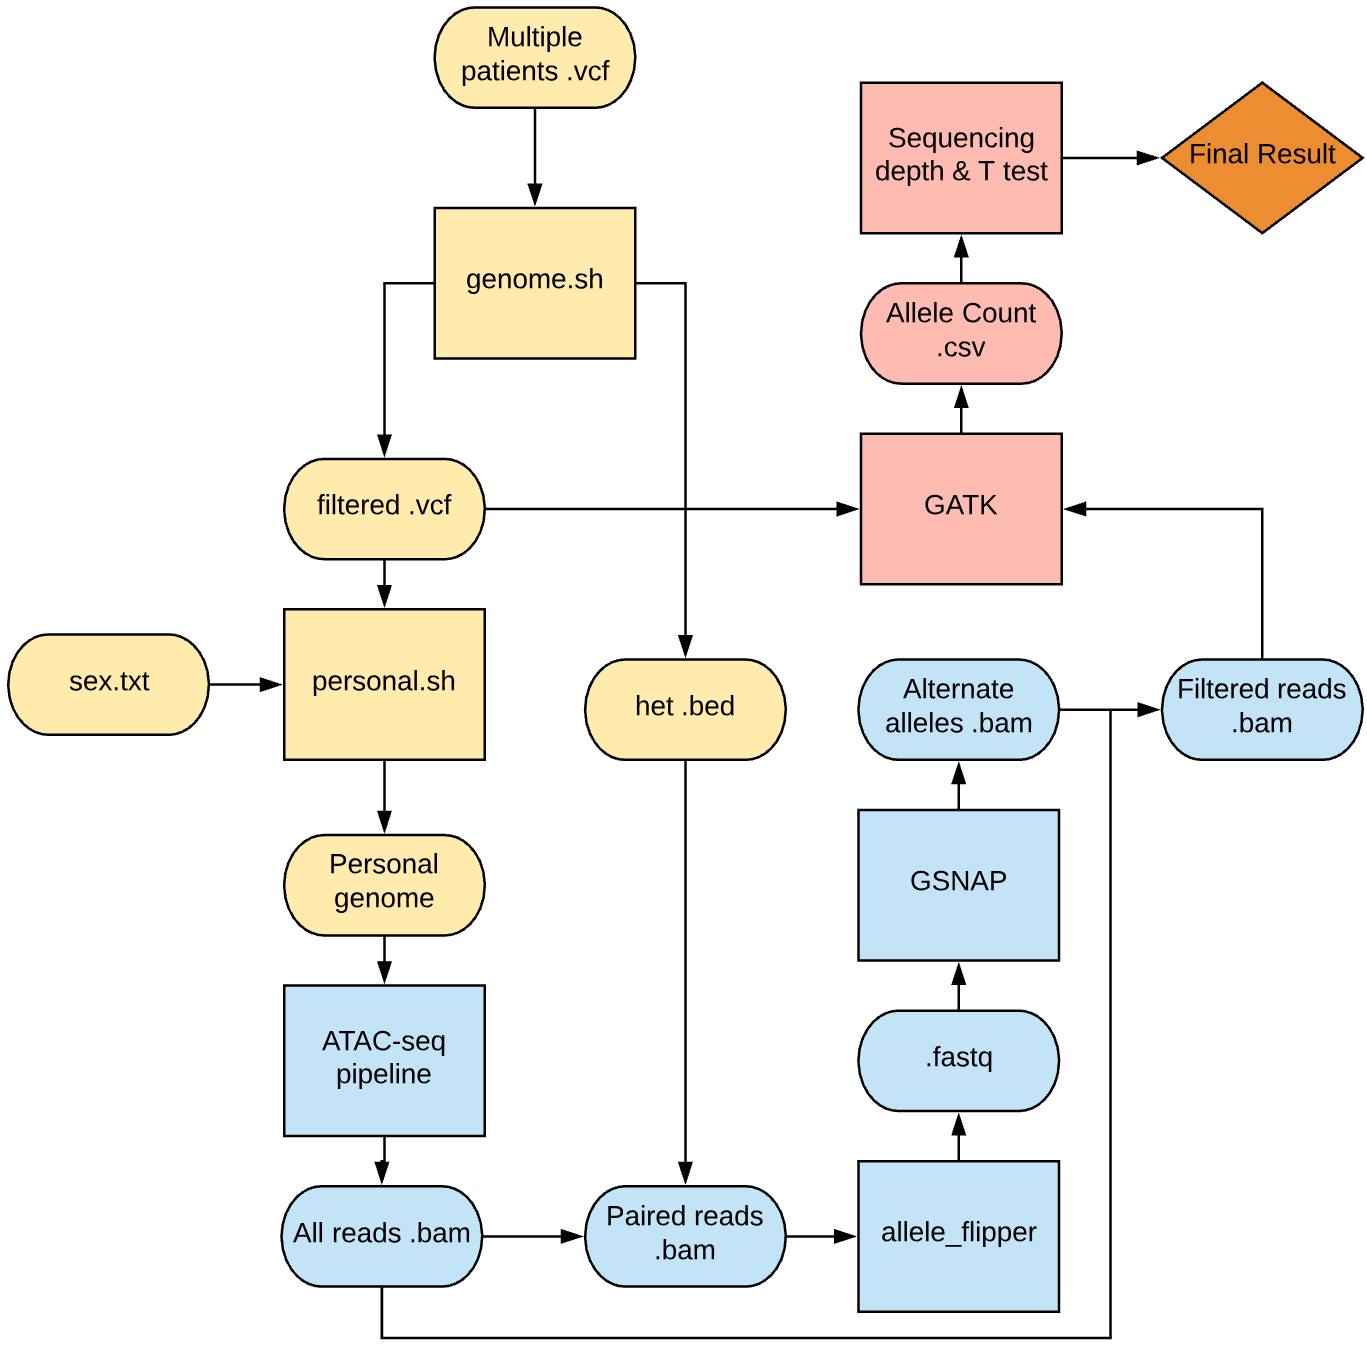 Multiple
patients .vcf
Sequencing
depth & T test
Final Result
genome.sh
Allele Count
.csv
filtered .vcf
GATK
sex.txt
personal.sh
het .bed
Alternate
alleles .bam
Filtered reads
.bam
Personal
genome
GSNAP
ATAC-seq
pipeline
.fastq
All reads .bam
Paired reads
.bam
allele_flipper